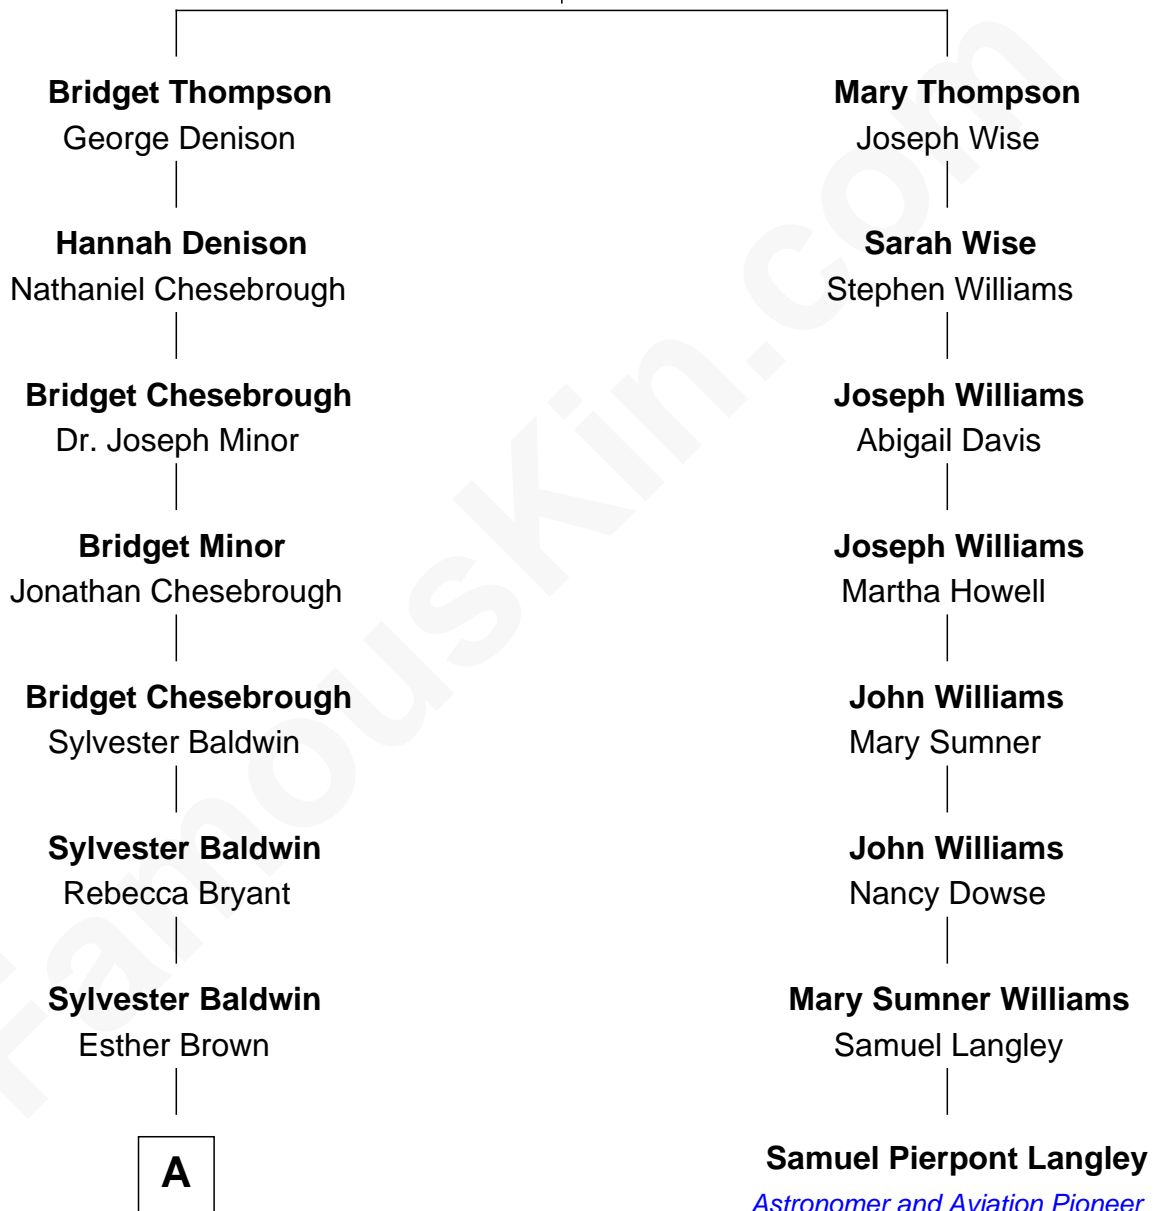 Bridget Thompson
George Denison
Mary Thompson
Joseph Wise
Hannah Denison
Nathaniel Chesebrough
Sarah Wise
Stephen Williams
Bridget Chesebrough
Dr. Joseph Minor
Joseph Williams
Abigail Davis
Bridget Minor
Jonathan Chesebrough
Joseph Williams
Martha Howell
Bridget Chesebrough
Sylvester Baldwin
John Williams
Mary Sumner
Sylvester Baldwin
Rebecca Bryant
John Williams
Nancy Dowse
Sylvester Baldwin
Esther Brown
Mary Sumner Williams
Samuel Langley
A
Samuel Pierpont Langley
Astronomer and Aviation Pioneer
FamousKin.com